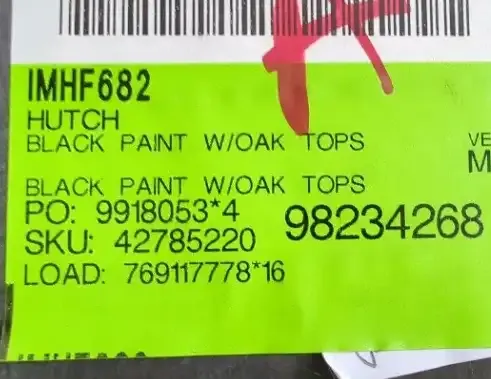 IMHF682
HUTCH
BLACK PAINT W/OAK TOPS
VE
M
BLACK PAINT W/OAK TOPS
PO: 9918053*4
98234268
SKU: 42785220
LOAD: 769117778*16